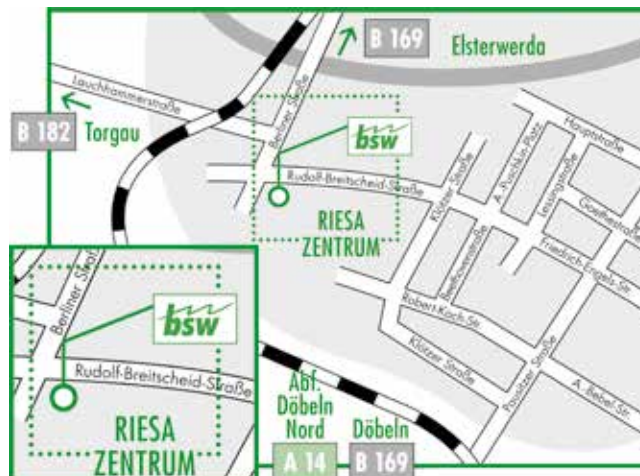 B 169
Elsterwerda
Lauchhammerstraße
Berliner Straße
B 182
Torgau
bsw
Hauptstraße
A.-Puschkin-Platz
Lessingstraße
Rudolf-Breitscheid-Straße
Klötzer Straße
Goethestraße
RIESA
ZENTRUM
Beethovenstraße
Friedrich-Engels-Str.
Robert-Koch-Str.
Klötzer Straße
Pausitzer Straße
A.-Bebel-Str.
Berliner Straß
bsw
Rudolf-Breitscheid-Straße
RIESA
ZENTRUM
Abf.
Döbeln
Nord
A 14
Döbeln
B 169